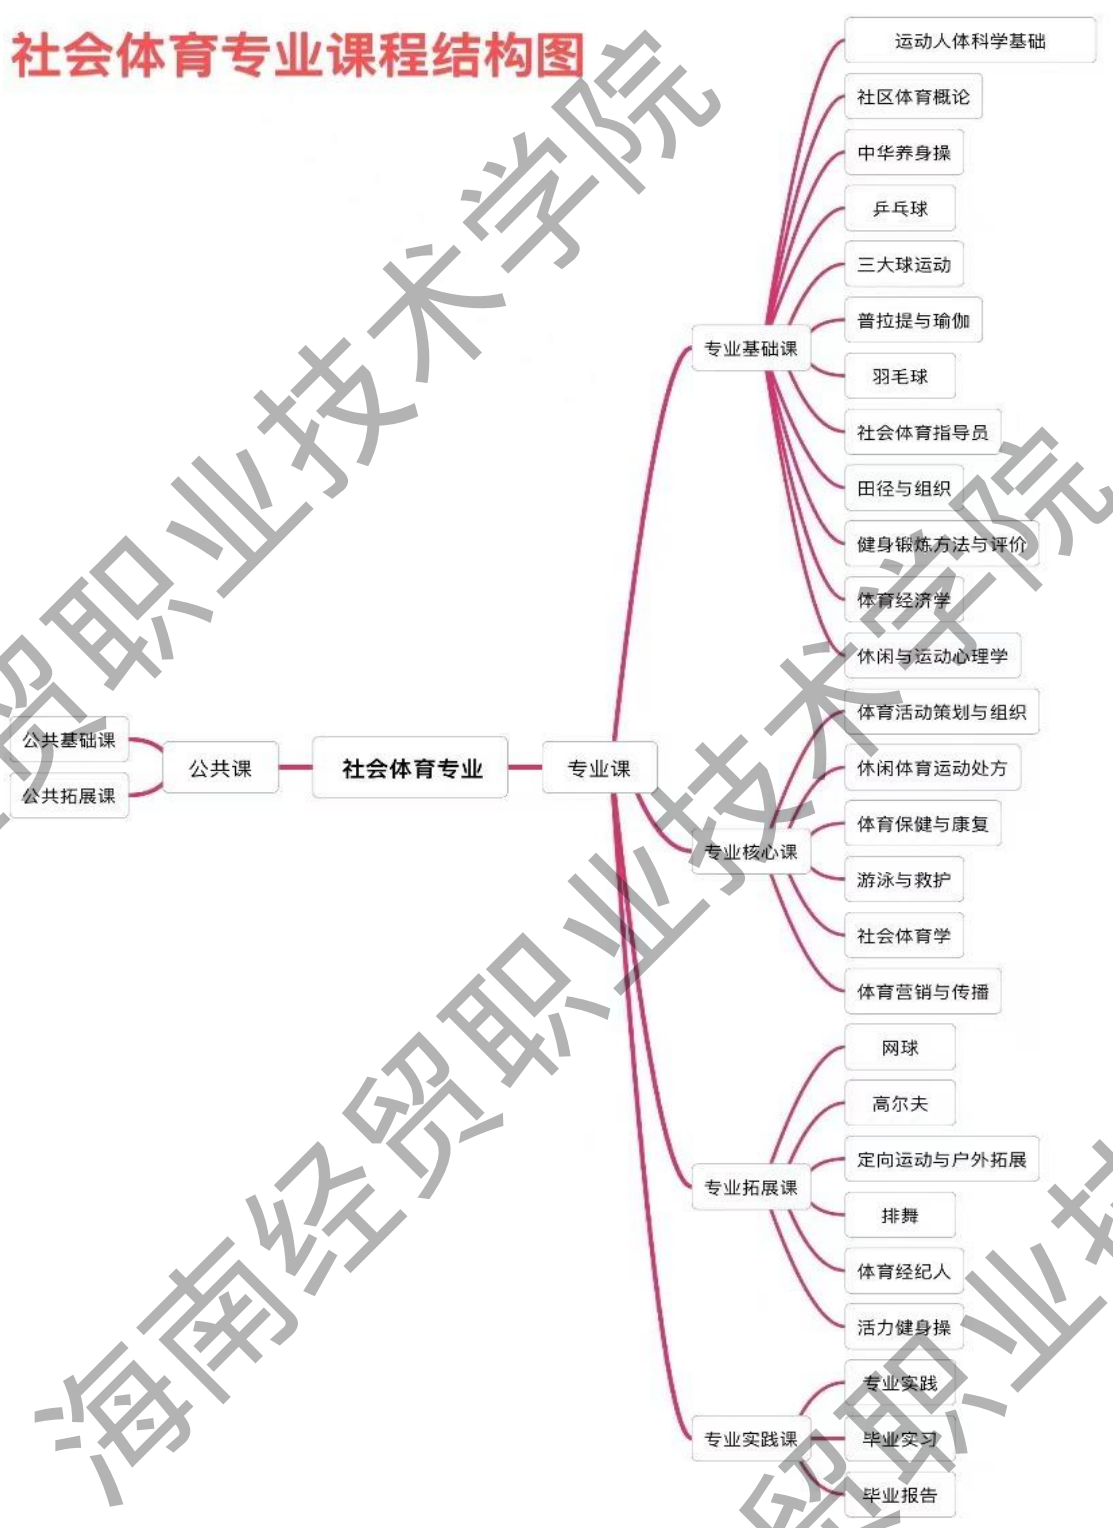 社会体育专业课程结构图
运动人体科学基础
社区体育概论
中华养身操
乒乓球
三大球运动
普拉提与瑜伽
专业基础课
羽毛球
社会体育指导员
田径与组织
健身锻炼方法与评价
体育经济学
休闲与运动心理学
公共基础课
公共拓展课
公共课
社会体育专业
专业课
体育活动策划与组织
休闲体育运动处方
体育保健与康复
专业核心课
游泳与救护
社会体育学
体育营销与传播
网球
高尔夫
定向运动与户外拓展
专业拓展课
排舞
体育经纪人
活力健身操
专业实践
专业实践课
毕业实习
毕业报告
海南经贸职业技术学院
贸职业技术学院
贸职业技